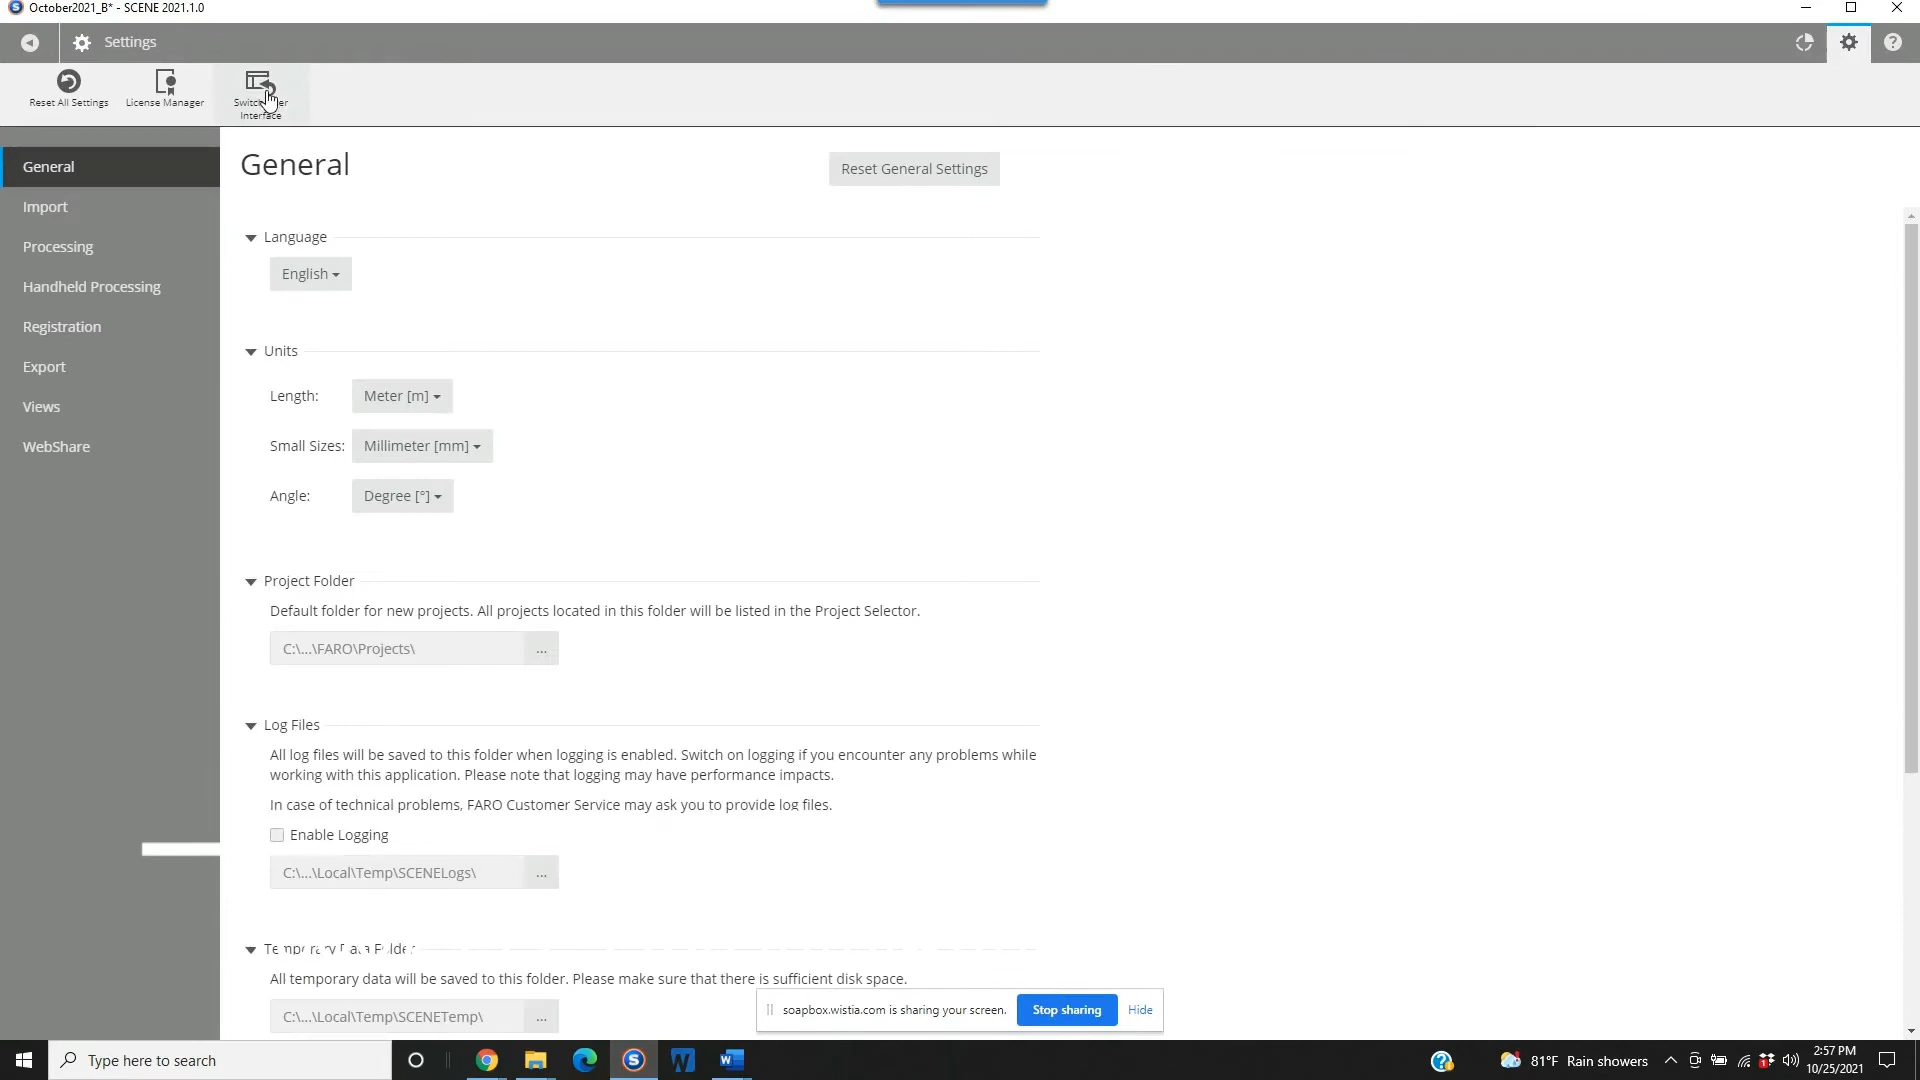 October2021_B* - SCENE 2021.1.0
Settings
Reset All Settings
License Manager
Interface
General
Import
Processing
Handheld Processing
Registration
Export
Views
WebShare
General
Reset General Settings
Language
English
Units
Length: Meter [m]
Small Sizes: Millimeter [mm]
Angle: Degree [°]
Project Folder
Default folder for new projects. All projects located in this folder will be listed in the Project Selector.
C:\...\FARO\Projects\ ...
Log Files
All log files will be saved to this folder when logging is enabled. Switch on logging if you encounter any problems while
working with this application. Please note that logging may have performance impacts.
In case of technical problems, FARO Customer Service may ask you to provide log files.
Enable Logging
C:\...\Local\Temp\SCENELogs\ ...
Temporary Data Folder
All temporary data will be saved to this folder. Please make sure that there is sufficient disk space.
C:\...\Local\Temp\SCENETemp\ ...
soapbox.wistia.com is sharing your screen. Stop sharing Hide
Type here to search
81°F Rain showers
2:57 PM
10/25/2021